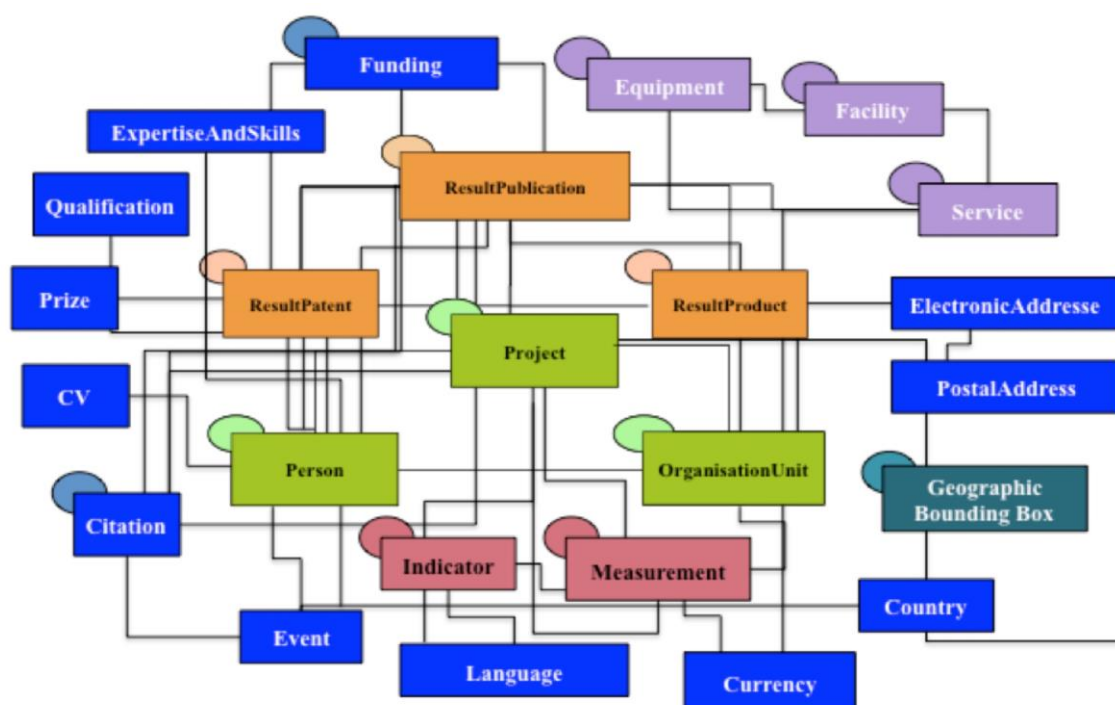 Funding
Equipment
Facility
ExpertiseAndSkills
ResultPublication
Qualification
Service
Prize
ResultPatent
ResultProduct
ElectronicAddresse
Project
CV
PostalAddress
Person
OrganisationUnit
Geographic
Bounding Box
Citation
Indicator
Measurement
Country
Event
Language
Currency